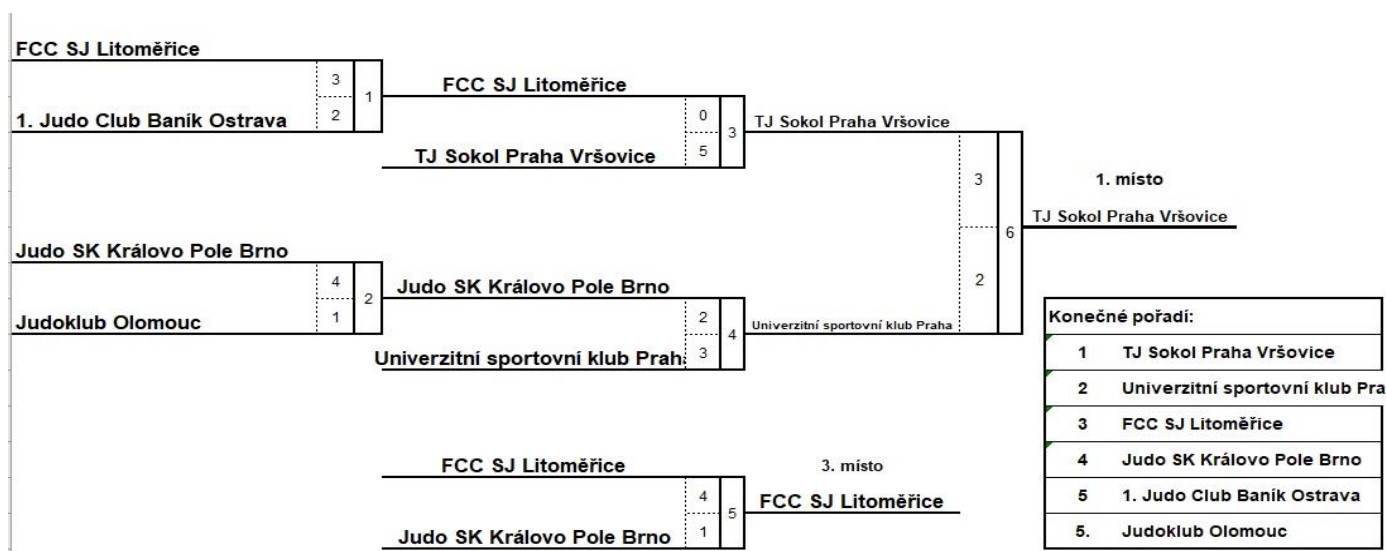 FCC SJ Litoměřice
3
1
2
1. Judo Club Baník Ostrava
FCC SJ Litoměřice
0
3
5
TJ Sokol Praha Vršovice
TJ Sokol Praha Vršovice
3
6
2
1. místo
TJ Sokol Praha Vršovice
Judo SK Královo Pole Brno
4
2
1
Judoklub Olomouc
Judo SK Královo Pole Brno
2
4
3
Univerzitní sportovní klub Prah
Univerzitní sportovní klub Praha
FCC SJ Litoměřice
4
5
1
Judo SK Královo Pole Brno
3. místo
FCC SJ Litoměřice
Konečné pořadí:
1 TJ Sokol Praha Vršovice
2 Univerzitní sportovní klub Pra
3 FCC SJ Litoměřice
4 Judo SK Královo Pole Brno
5 1. Judo Club Baník Ostrava
5. Judoklub Olomouc